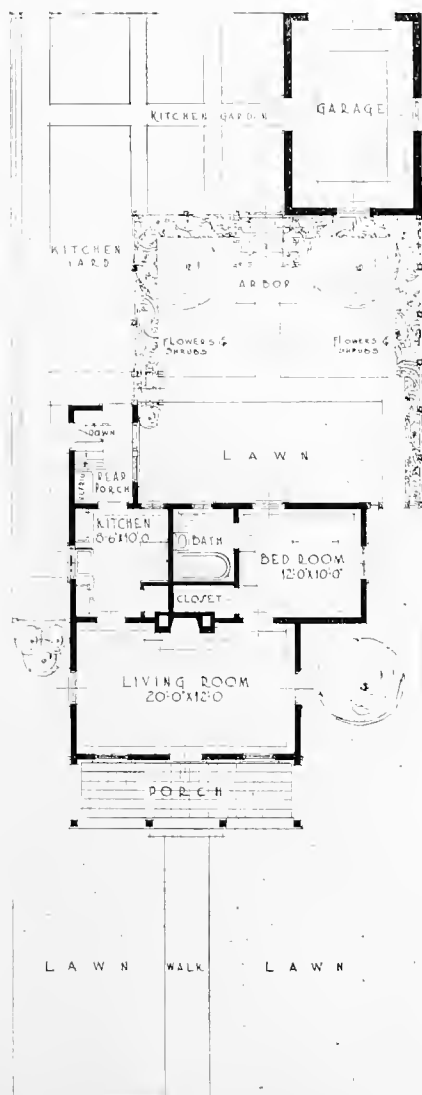 GARAGE
KITCHEN GARDEN
KITCHEN
YARD
ARBOR
FLOWERS &
SHRUBS
FLOWERS &
SHRUBS
DOWN
LAWN
REAR
PORCH
KITCHEN
8'-6"X10'-0
BATH
BED ROOM
12'-0"X10'-0"
CLOSET
LIVING ROOM
20'-0"X12'-0
PORCH
LAWN
WALK
LAWN